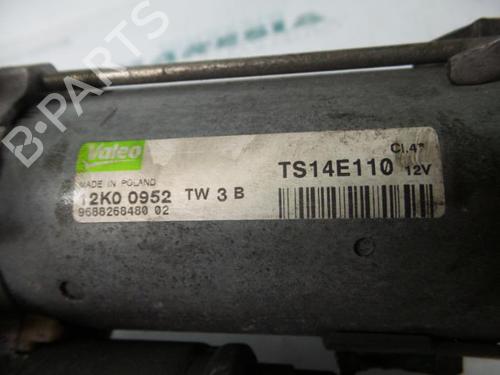 Valeo
MADE IN POLAND
12K0 0952 TW 3 B
9688268480 02
Cl.4*
TS14E110 12V
B-PARTS